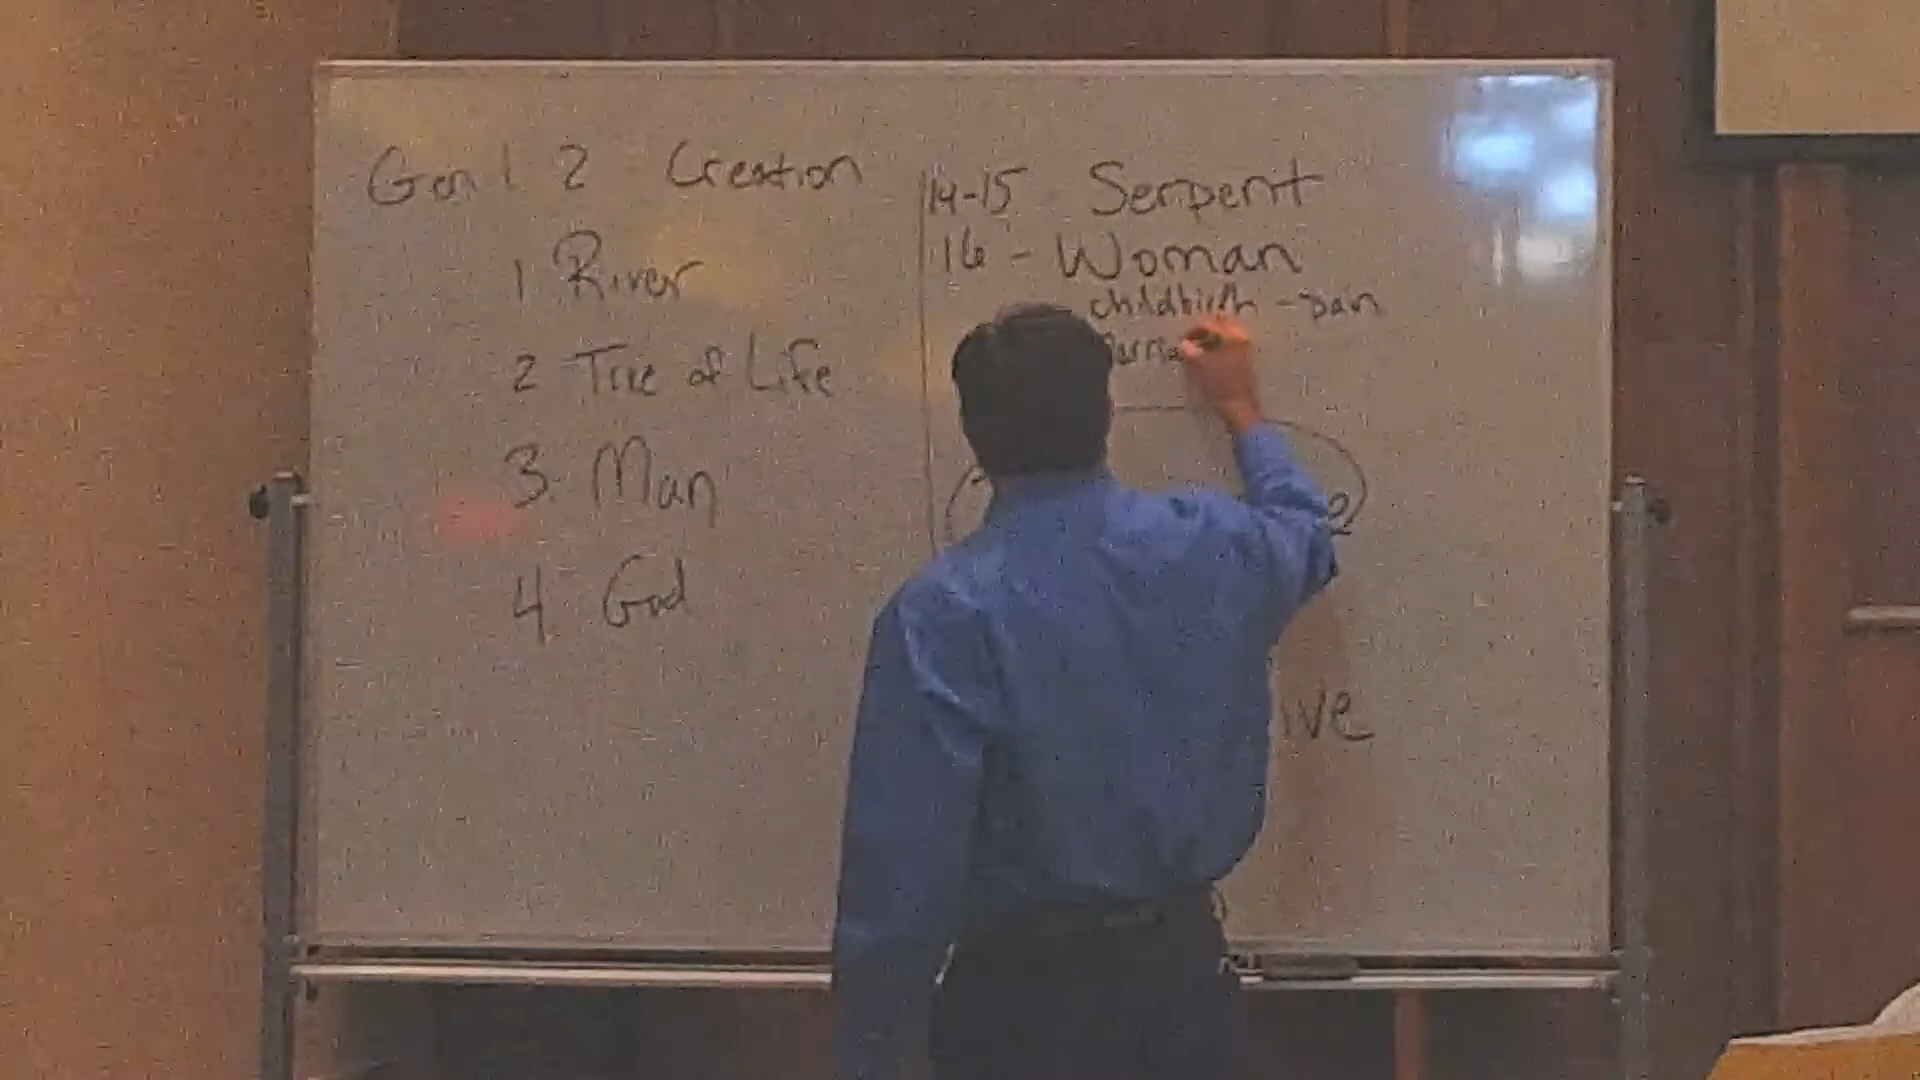 Gen 1 2 Creation
1 River
2 Tree of Life
3. Man
4. God
14-15 Serpent
16 - Woman
childbirth - pain